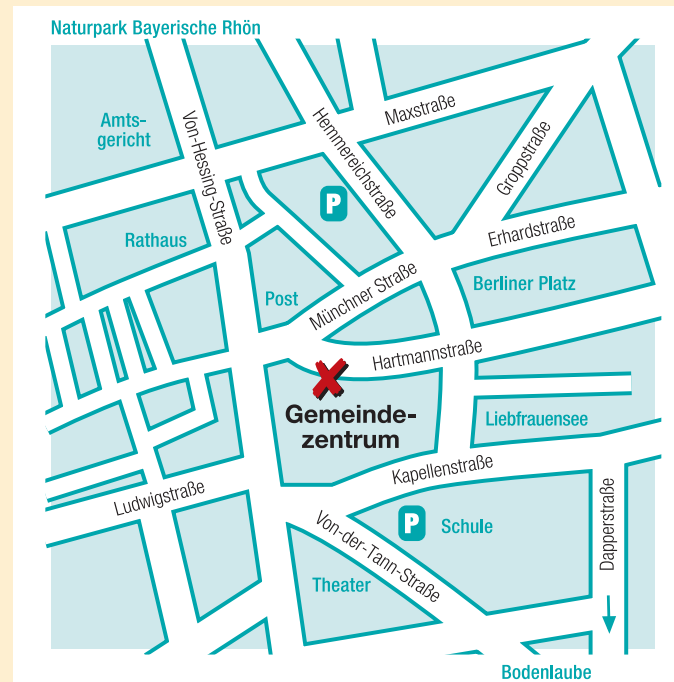 Naturpark Bayerische Rhön
Amts-
gericht
Von-Hessing-Straße
Hemmereichstraße
Maxstraße
Groppstraße
P
Rathaus
Erhardstraße
Post
Münchner Straße
Berliner Platz
Hartmannstraße
Gemeinde-
zentrum
Liebfrauensee
Kapellenstraße
Ludwigstraße
Von-der-Tann-Straße
P
Schule
Dapperstraße
Theater
Bodenlaube